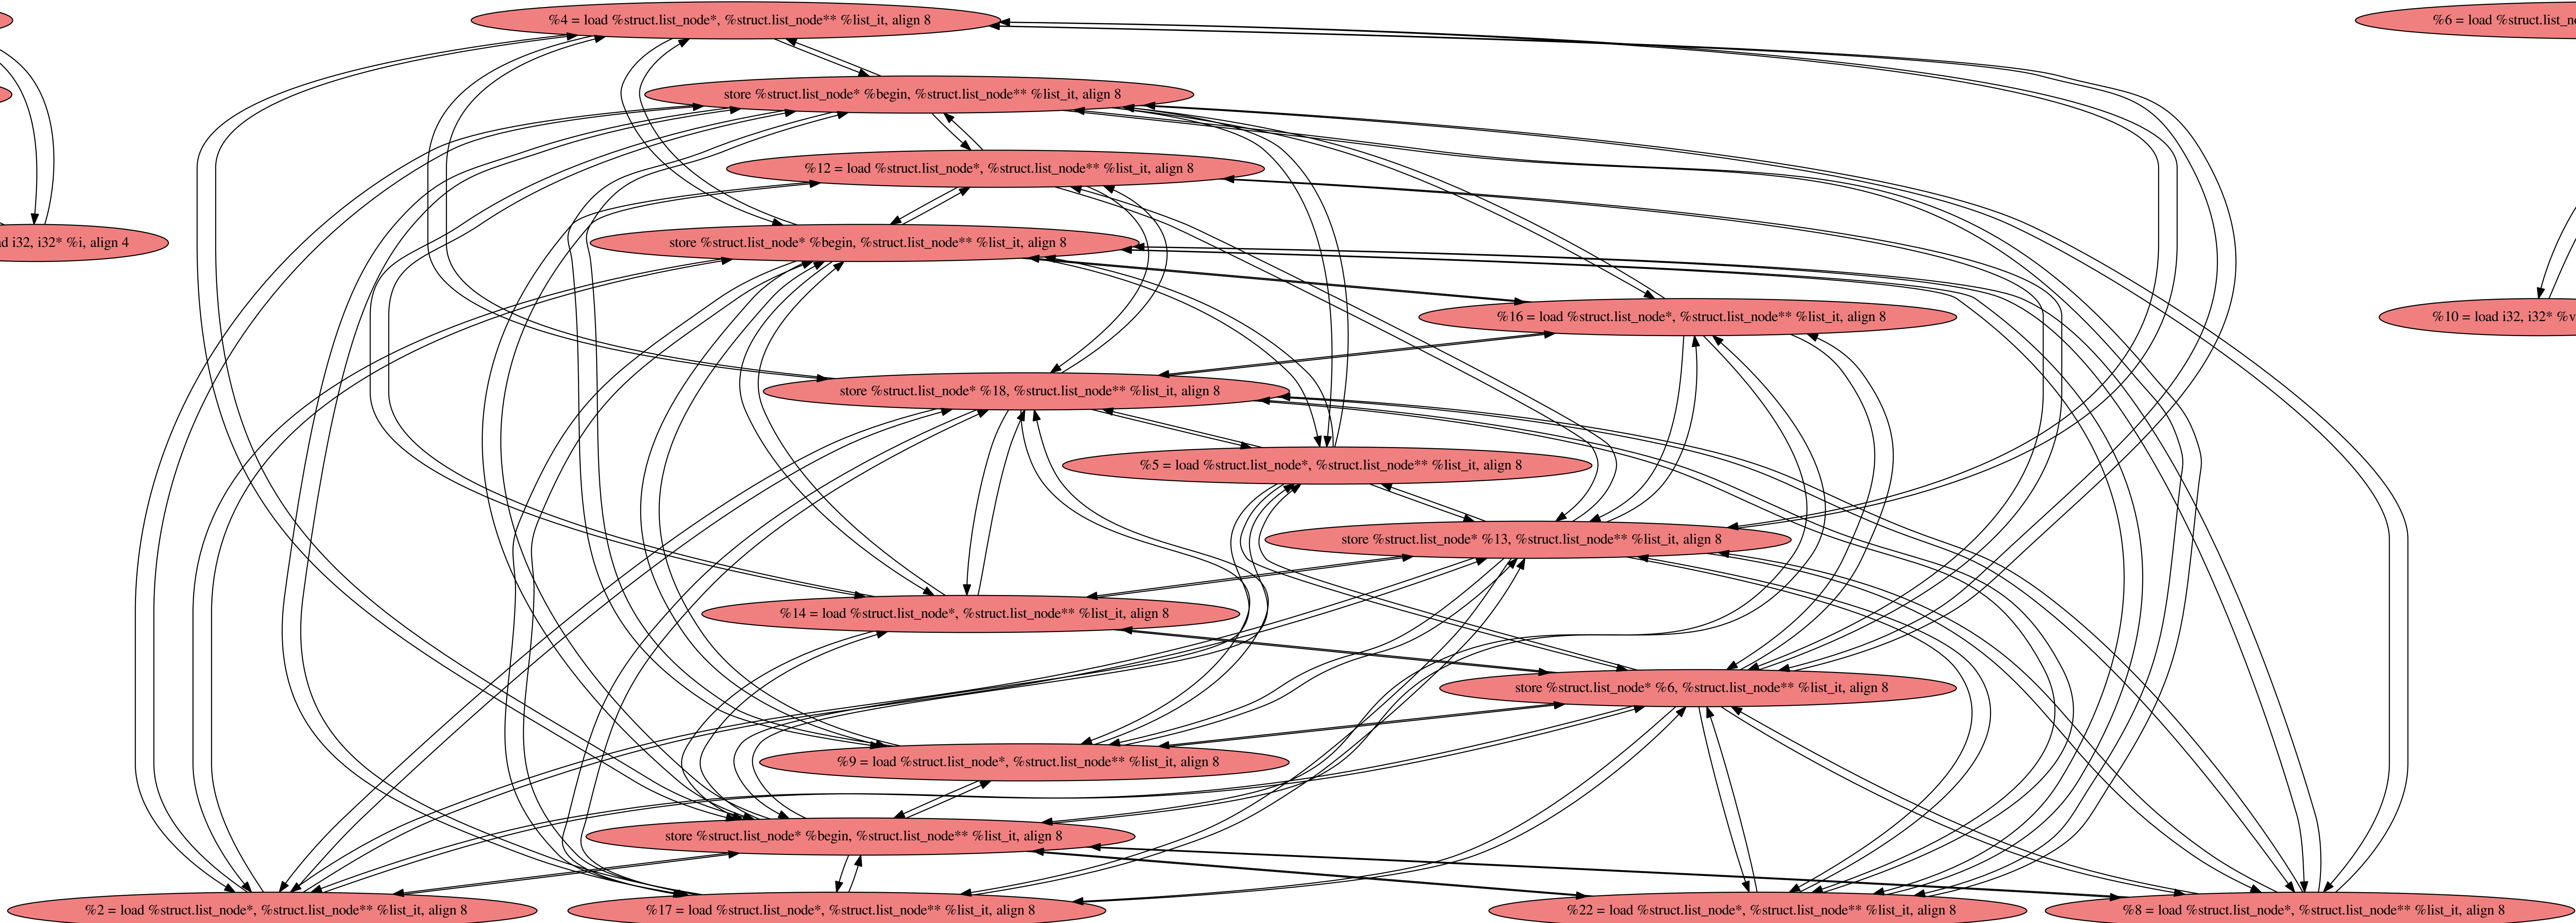 %4 = load %struct.list_node*, %struct.list_node** %list_it, align 8
%6 = load %struct.list_n
store %struct.list_node* %begin, %struct.list_node** %list_it, align 8
%12 = load %struct.list_node*, %struct.list_node** %list_it, align 8
ad i32, i32* %i, align 4
store %struct.list_node* %begin, %struct.list_node** %list_it, align 8
%16 = load %struct.list_node*, %struct.list_node** %list_it, align 8
%10 = load i32, i32* %v
store %struct.list_node* %18, %struct.list_node** %list_it, align 8
%5 = load %struct.list_node*, %struct.list_node** %list_it, align 8
store %struct.list_node* %13, %struct.list_node** %list_it, align 8
%14 = load %struct.list_node*, %struct.list_node** %list_it, align 8
store %struct.list_node* %6, %struct.list_node** %list_it, align 8
%9 = load %struct.list_node*, %struct.list_node** %list_it, align 8
store %struct.list_node* %begin, %struct.list_node** %list_it, align 8
%2 = load %struct.list_node*, %struct.list_node** %list_it, align 8
%17 = load %struct.list_node*, %struct.list_node** %list_it, align 8
%22 = load %struct.list_node*, %struct.list_node** %list_it, align 8
%8 = load %struct.list_node*, %struct.list_node** %list_it, align 8